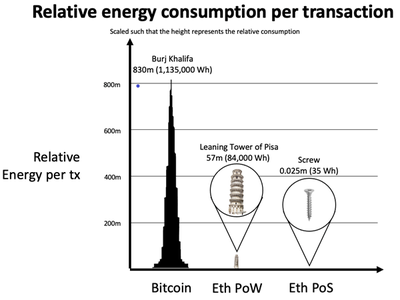 Relative energy consumption per transaction
Scaled such that the height represents the relative consumption
Burj Khalifa
830m (1,135,000 Wh)
800m
Leaning Tower of Pisa
57m (84,000 Wh)
Screw
0.025m (35 Wh)
600m
Relative
Energy per tx
400m
200m
Bitcoin
Eth PoW
Eth PoS